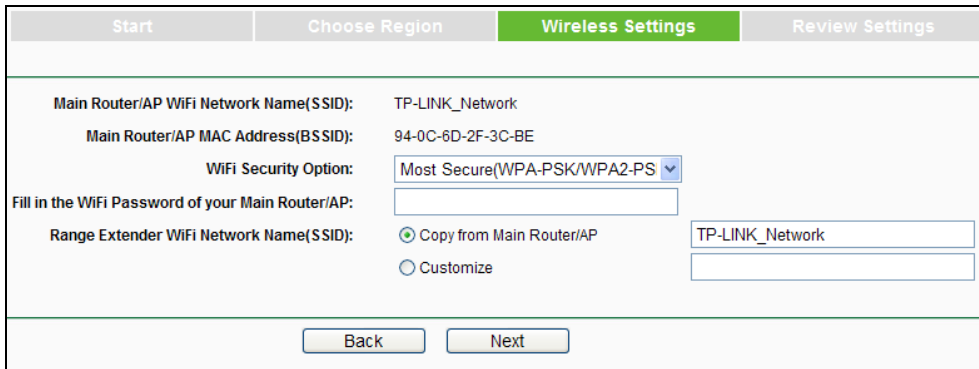 Start Choose Region Wireless Settings Review Settings
Main Router/AP WiFi Network Name(SSID): TP-LINK_Network
Main Router/AP MAC Address(BSSID): 94-0C-6D-2F-3C-BE
WiFi Security Option: Most Secure(WPA-PSK/WPA2-PS
Fill in the WiFi Password of your Main Router/AP:
Range Extender WiFi Network Name(SSID): Copy from Main Router/AP TP-LINK_Network
Customize
Back Next